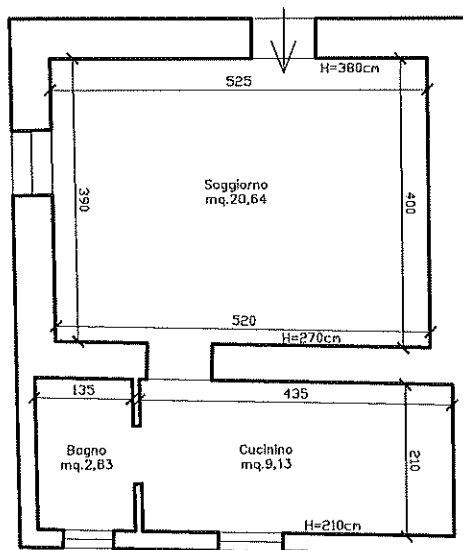 H=380cm
525
Soggiorno
mq.20,64
390
400
520
H=270cm
135
435
Bagno
mq.2,83
Cucinino
mq.9,13
210
H=210cm